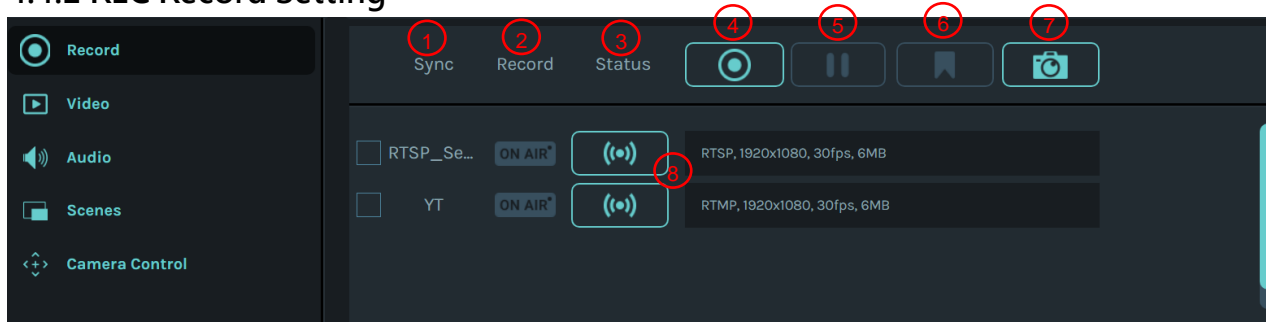 4.4.2 REC Record Setting
Record
1 2 3 4 5 6 7
Sync Record Status
Video
Audio
RTSP_Se... ON AIR RTSP, 1920x1080, 30fps, 6MB
8
Scenes
YT ON AIR RTMP, 1920x1080, 30fps, 6MB
Camera Control